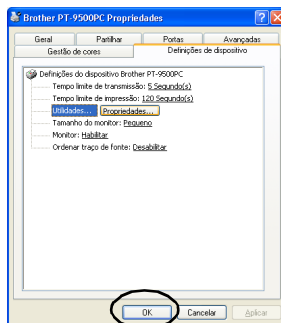 Brother PT-9500PC Propriedades
Geral Partilhar Portas Avançadas
Gestão de cores Definições de dispositivo
Definições do dispositivo Brother PT-9500PC
Tempo limite de transmissão: 5 Segundo(s)
Tempo limite de impressão: 120 Segundo(s)
Utilidades... Propriedades...
Tamanho do monitor: Pequeno
Monitor: Habilitar
Ordenar traço de fonte: Desabilitar
OK Cancelar Aplicar